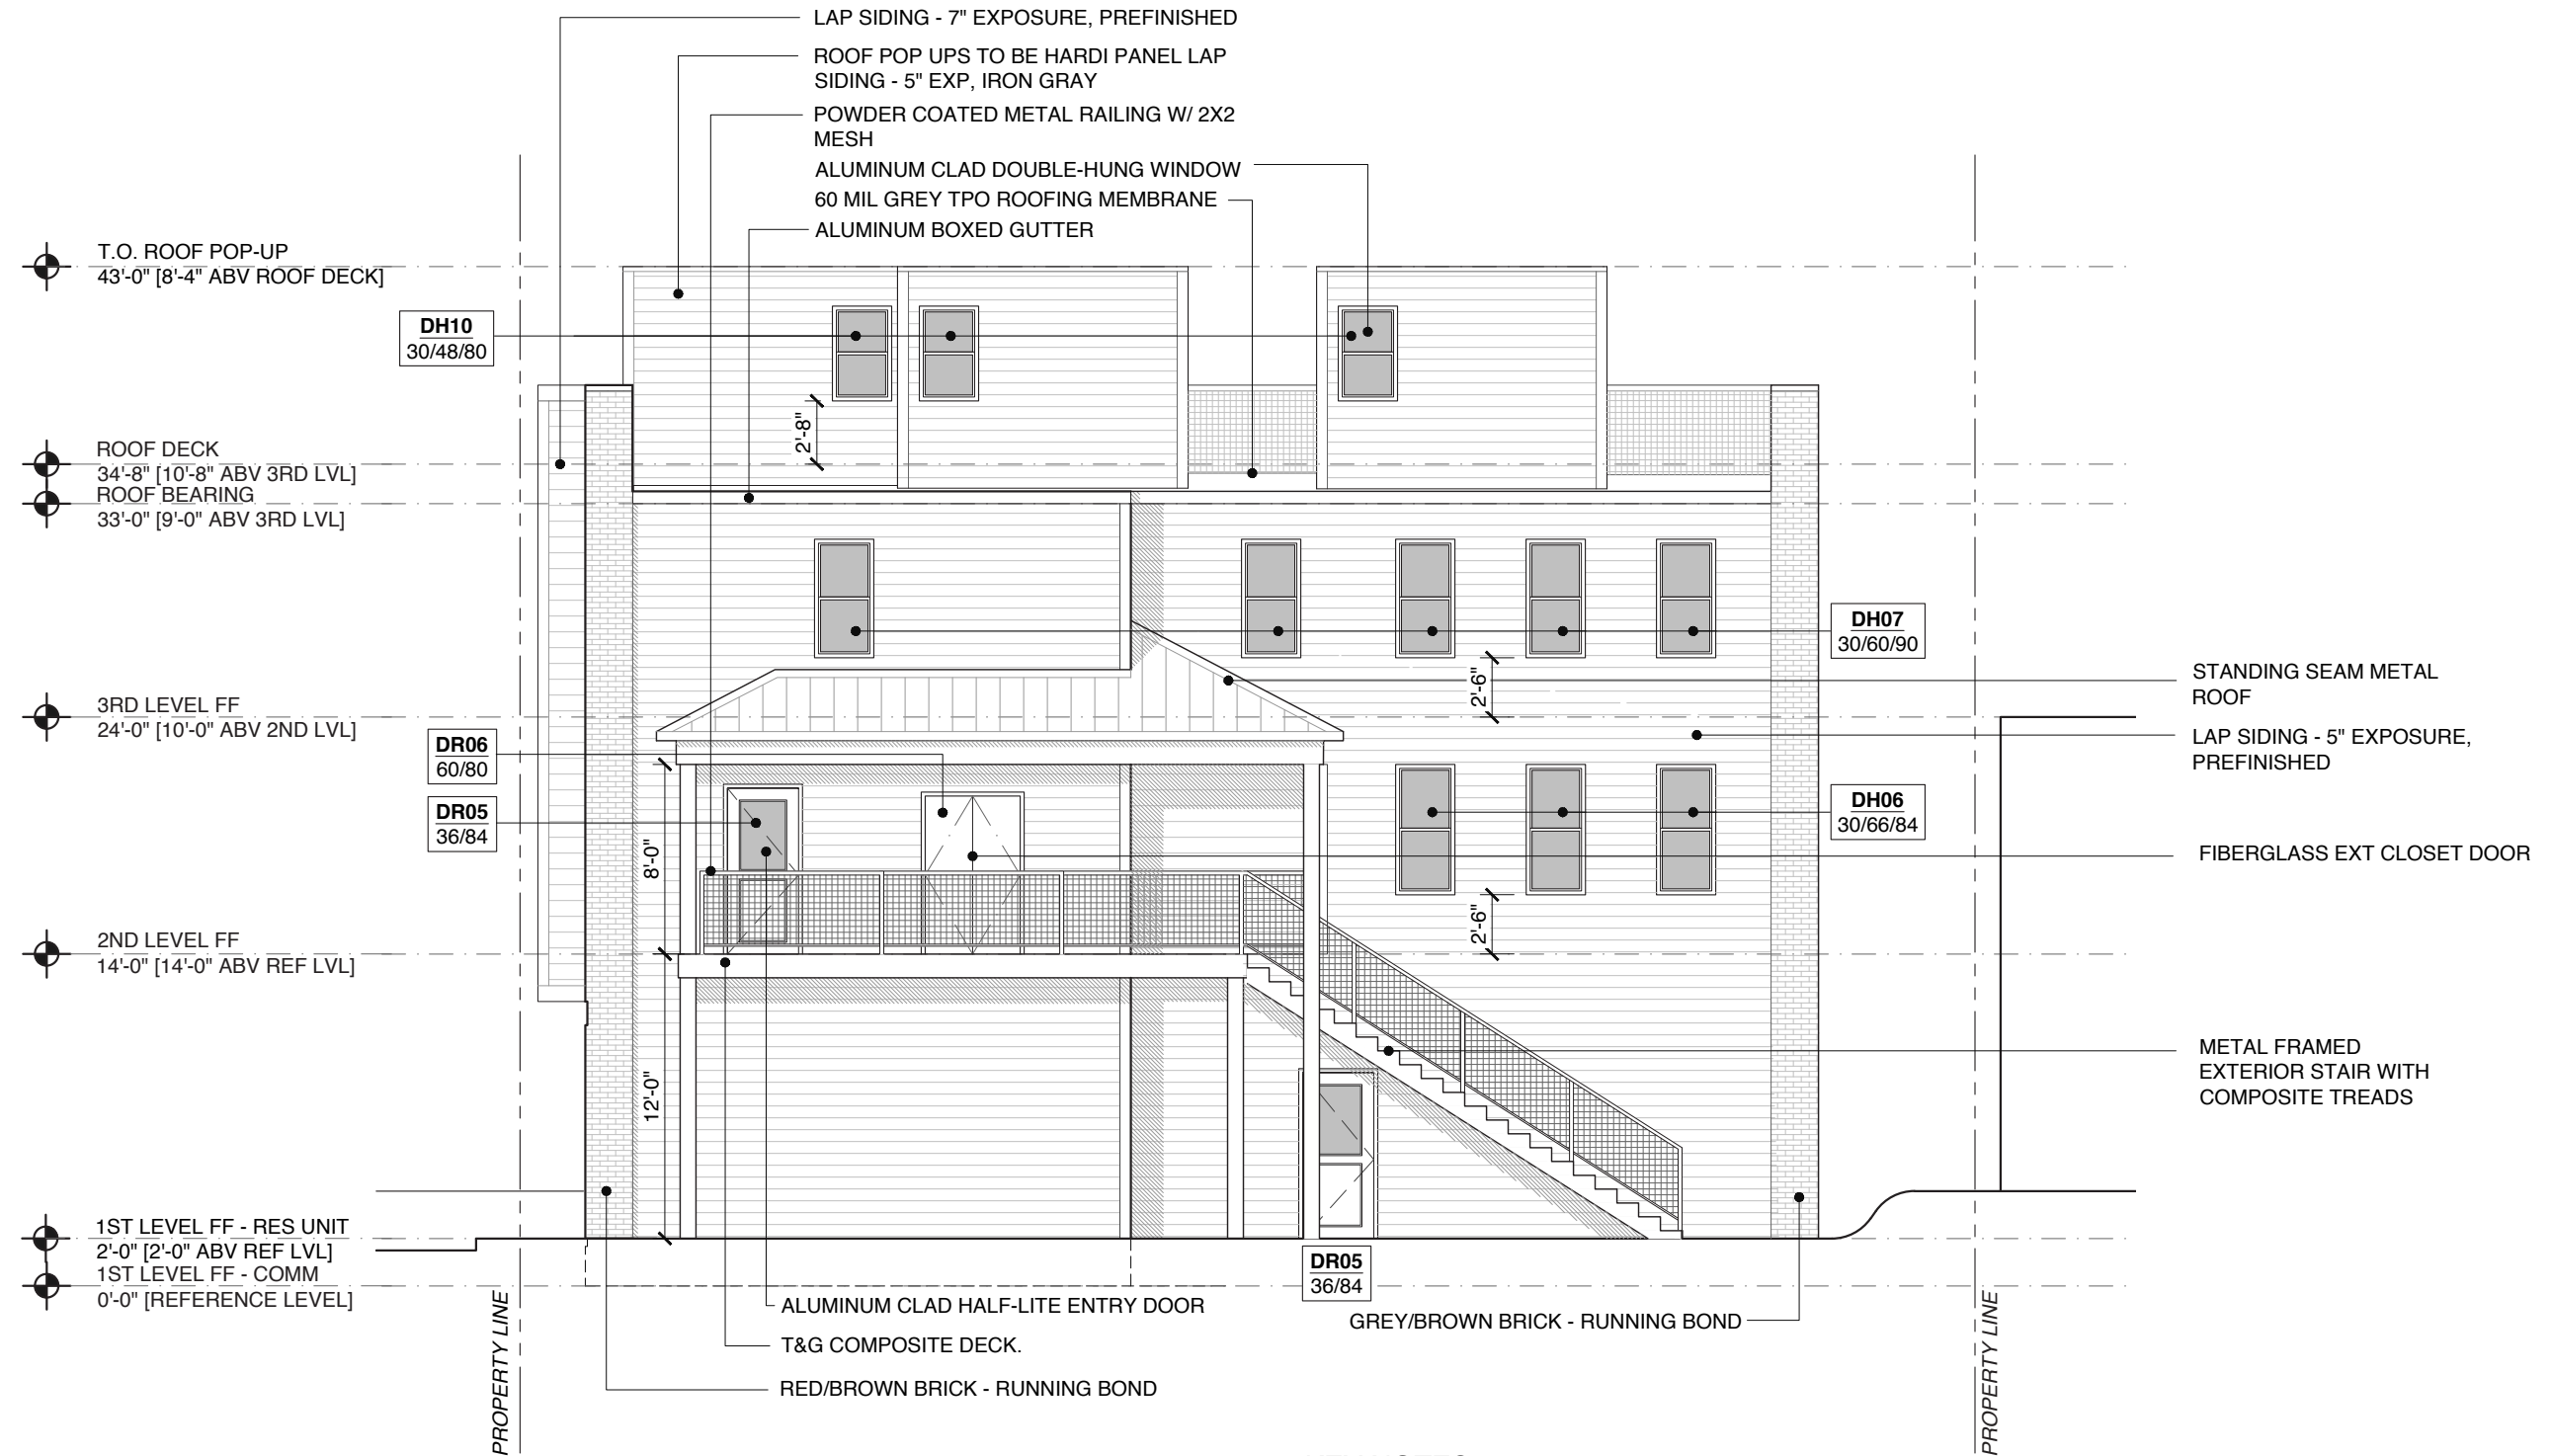 LAP SIDING - 7" EXPOSURE, PREFINISHED
ROOF POP UPS TO BE HARDI PANEL LAP
SIDING - 5" EXP, IRON GRAY
POWDER COATED METAL RAILING W/ 2X2
MESH
ALUMINUM CLAD DOUBLE-HUNG WINDOW
60 MIL GREY TPO ROOFING MEMBRANE
ALUMINUM BOXED GUTTER
T.O. ROOF POP-UP
43'-0" [8'-4" ABV ROOF DECK]
DH10
30/48/80
2'-8"
ROOF DECK
34'-8" [10'-8" ABV 3RD LVL]
ROOF BEARING
33'-0" [9'-0" ABV 3RD LVL]
DH07
30/60/90
2'-6"
STANDING SEAM METAL
ROOF
3RD LEVEL FF
24'-0" [10'-0" ABV 2ND LVL]
LAP SIDING - 5" EXPOSURE,
PREFINISHED
DR06
60/80
DR05
36/84
DH06
30/66/84
8'-0"
FIBERGLASS EXT CLOSET DOOR
2'-6"
2ND LEVEL FF
14'-0" [14'-0" ABV REF LVL]
METAL FRAMED
EXTERIOR STAIR WITH
COMPOSITE TREADS
12'-0"
1ST LEVEL FF - RES UNIT
2'-0" [2'-0" ABV REF LVL]
1ST LEVEL FF - COMM
0'-0" [REFERENCE LEVEL]
DR05
36/84
ALUMINUM CLAD HALF-LITE ENTRY DOOR
GREY/BROWN BRICK - RUNNING BOND
T&G COMPOSITE DECK.
RED/BROWN BRICK - RUNNING BOND
PROPERTY LINE
PROPERTY LINE